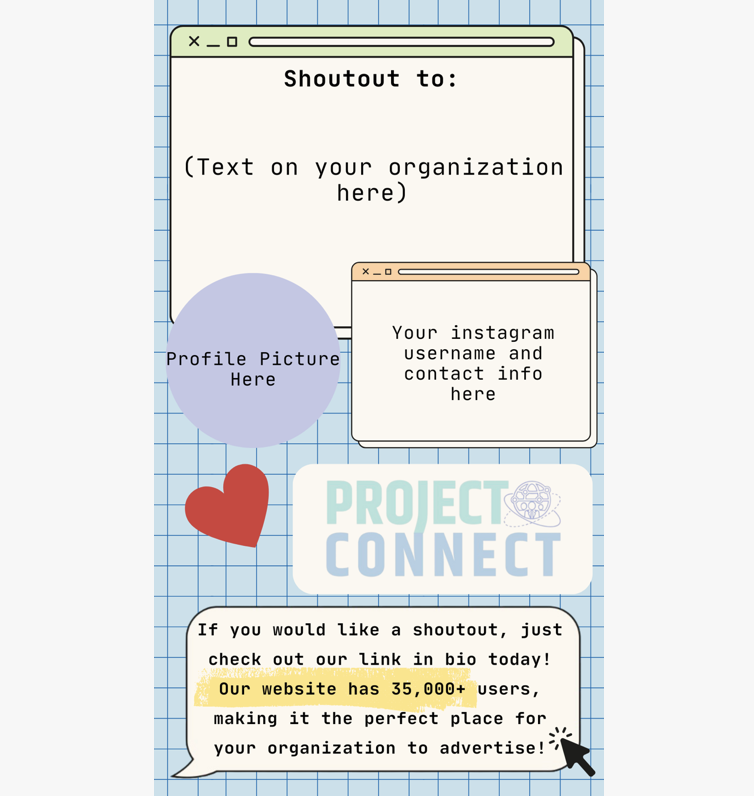 Shoutout to:
(Text on your organization
here)
Profile Picture
Here
Your instagram
username and
contact info
here
PROJECT
CONNECT
If you would like a shoutout, just
check out our link in bio today!
Our website has 35,000+ users,
making it the perfect place for
your organization to advertise!